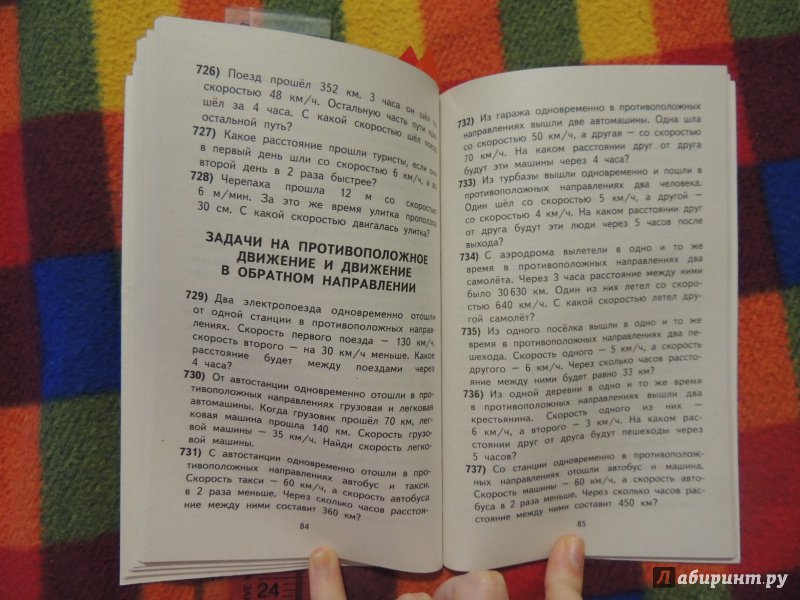 726) Поезд прошёл 352 км. 3 часа он шёл со
скоростью 48 км/ч. Остальную часть пути про-
шёл за 4 часа. С какой скоростью шёл поезд
остальной путь?
727) Какое расстояние прошли туристы, если они
в первый день шли со скоростью 6 км/ч, а во
второй день в 2 раза быстрее?
728) Черепаха прошла 12 м со скоростью
6 м/мин. За это же время улитка проползла
30 см. С какой скоростью двигалась улитка?
ЗАДАЧИ НА ПРОТИВОПОЛОЖНОЕ
ДВИЖЕНИЕ И ДВИЖЕНИЕ
В ОБРАТНОМ НАПРАВЛЕНИИ
729) Два электропоезда одновременно отошли
от одной станции в противоположных направ-
лениях. Скорость первого поезда — 130 км/ч,
скорость второго — на 30 км/ч меньше. Какое
расстояние будет между поездами через
4 часа?
730) От автостанции одновременно отошли в про-
тивоположных направлениях грузовая и легковая
автомашины. Когда грузовик прошёл 70 км, лег-
ковая машина прошла 140 км. Скорость грузо-
вой машины — 35 км/ч. Найди скорость легко-
вой машины.
731) С автостанции одновременно отошли в про-
тивоположных направлениях автобус и такси.
Скорость такси — 60 км/ч, а скорость автобуса
в 2 раза меньше. Через сколько часов расстоя-
ние между ними составит 360 км?
84
732) Из гаража одновременно в противоположных
направлениях вышли две автомашины. Одна шла
со скоростью 50 км/ч, а другая — со скоростью
70 км/ч. На каком расстоянии друг от друга
будут эти машины через 4 часа?
733) Из турбазы вышли одновременно и пошли в
противоположных направлениях два человека.
Один шёл со скоростью 5 км/ч, а другой —
со скоростью 4 км/ч. На каком расстоянии друг
от друга будут эти люди через 5 часов после
выхода?
734) С аэродрома вылетели в одно и то же
время в противоположных направлениях два
самолёта. Через 3 часа расстояние между ними
было 30 630 км. Один из них летел со скоро-
стью 640 км/ч. С какой скоростью летел дру-
гой самолёт?
735) Из одного посёлка вышли в одно и то же
время в противоположных направлениях два пе-
шехода. Скорость одного — 5 км/ч, а скорость
другого — 6 км/ч. Через сколько часов рассто-
яние между ними будет равно 33 км?
736) Из одной деревни в одно и то же время
в противоположных направлениях вышли два
крестьянина. Скорость одного из них —
6 км/ч, а второго — 3 км/ч. На каком рас-
стоянии друг от друга будут пешеходы через
5 часов?
737) Со станции одновременно в противополож-
ных направлениях отошли автобус и машина.
Скорость машины — 60 км/ч, а скорость авто-
буса в 2 раза меньше. Через сколько часов рас-
стояние между ними составит 450 км?
85
24
Лабиринт.ру